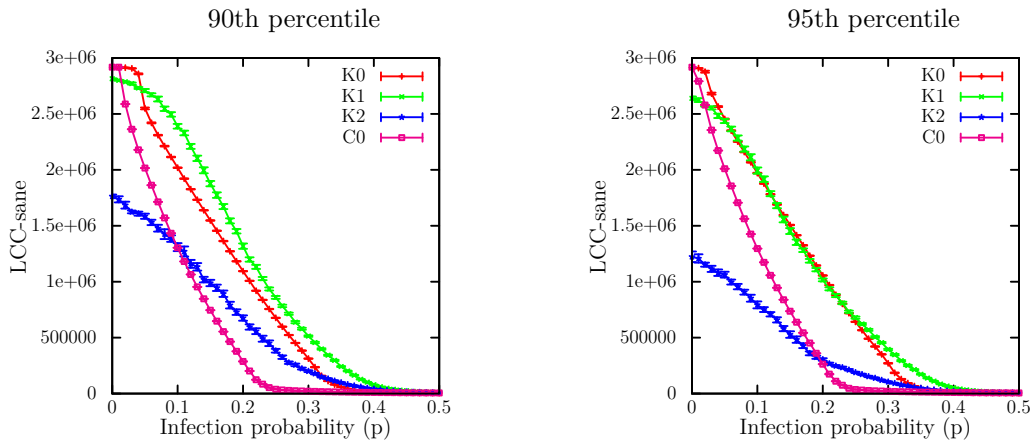 90th percentile
3e+06
2.5e+06
2e+06
1.5e+06
1e+06
500000
0
LCC-sane
K0
K1
K2
C0
0 0.1 0.2 0.3 0.4 0.5
Infection probability (p)
95th percentile
3e+06
2.5e+06
2e+06
1.5e+06
1e+06
500000
0
LCC-sane
K0
K1
K2
C0
0 0.1 0.2 0.3 0.4 0.5
Infection probability (p)